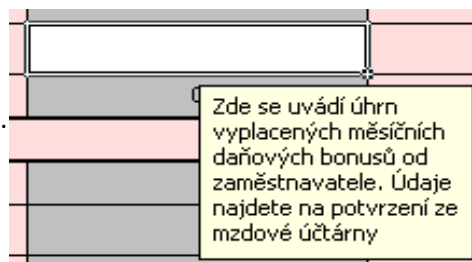 Zde se uvádí úhrn
vyplacených měsíčních
daňových bonusů od
zaměstnavatele. Údaje
najdete na potvrzení ze
mzdové účtárny